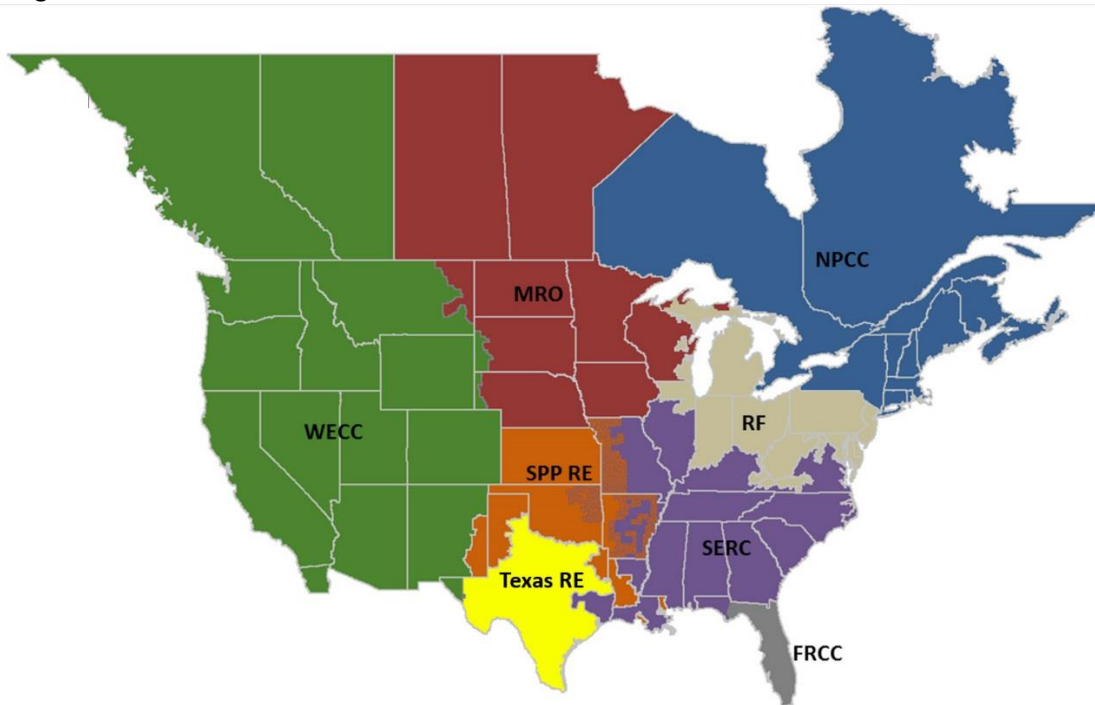 NPCC
MRO
RF
WECC
SPP RE
SERC
Texas RE
FRCC